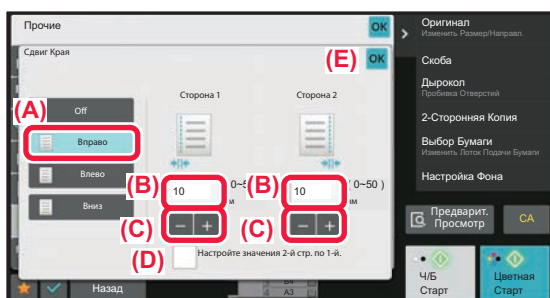 Прочие
OK
Сдвиг Края
(E)
OK
(A)
Off
Вправо
Влево
Вниз
Сторона 1
Сторона 2
(B)
10
(B)
10
( 0~50 )
(C)
− +
(C)
− +
(D)
Настройте значения 2-й стр. по 1-й.
Назад
A3
Оригинал
Изменить Размер/Направл.
Скоба
Дырокол
Пробивка Отверстий
2-Сторонняя Копия
Выбор Бумаги
Изменить Лоток Подачи Бумаги
Настройка Фона
Предварит.
Просмотр
CA
Ч/Б
Старт
Цветная
Старт